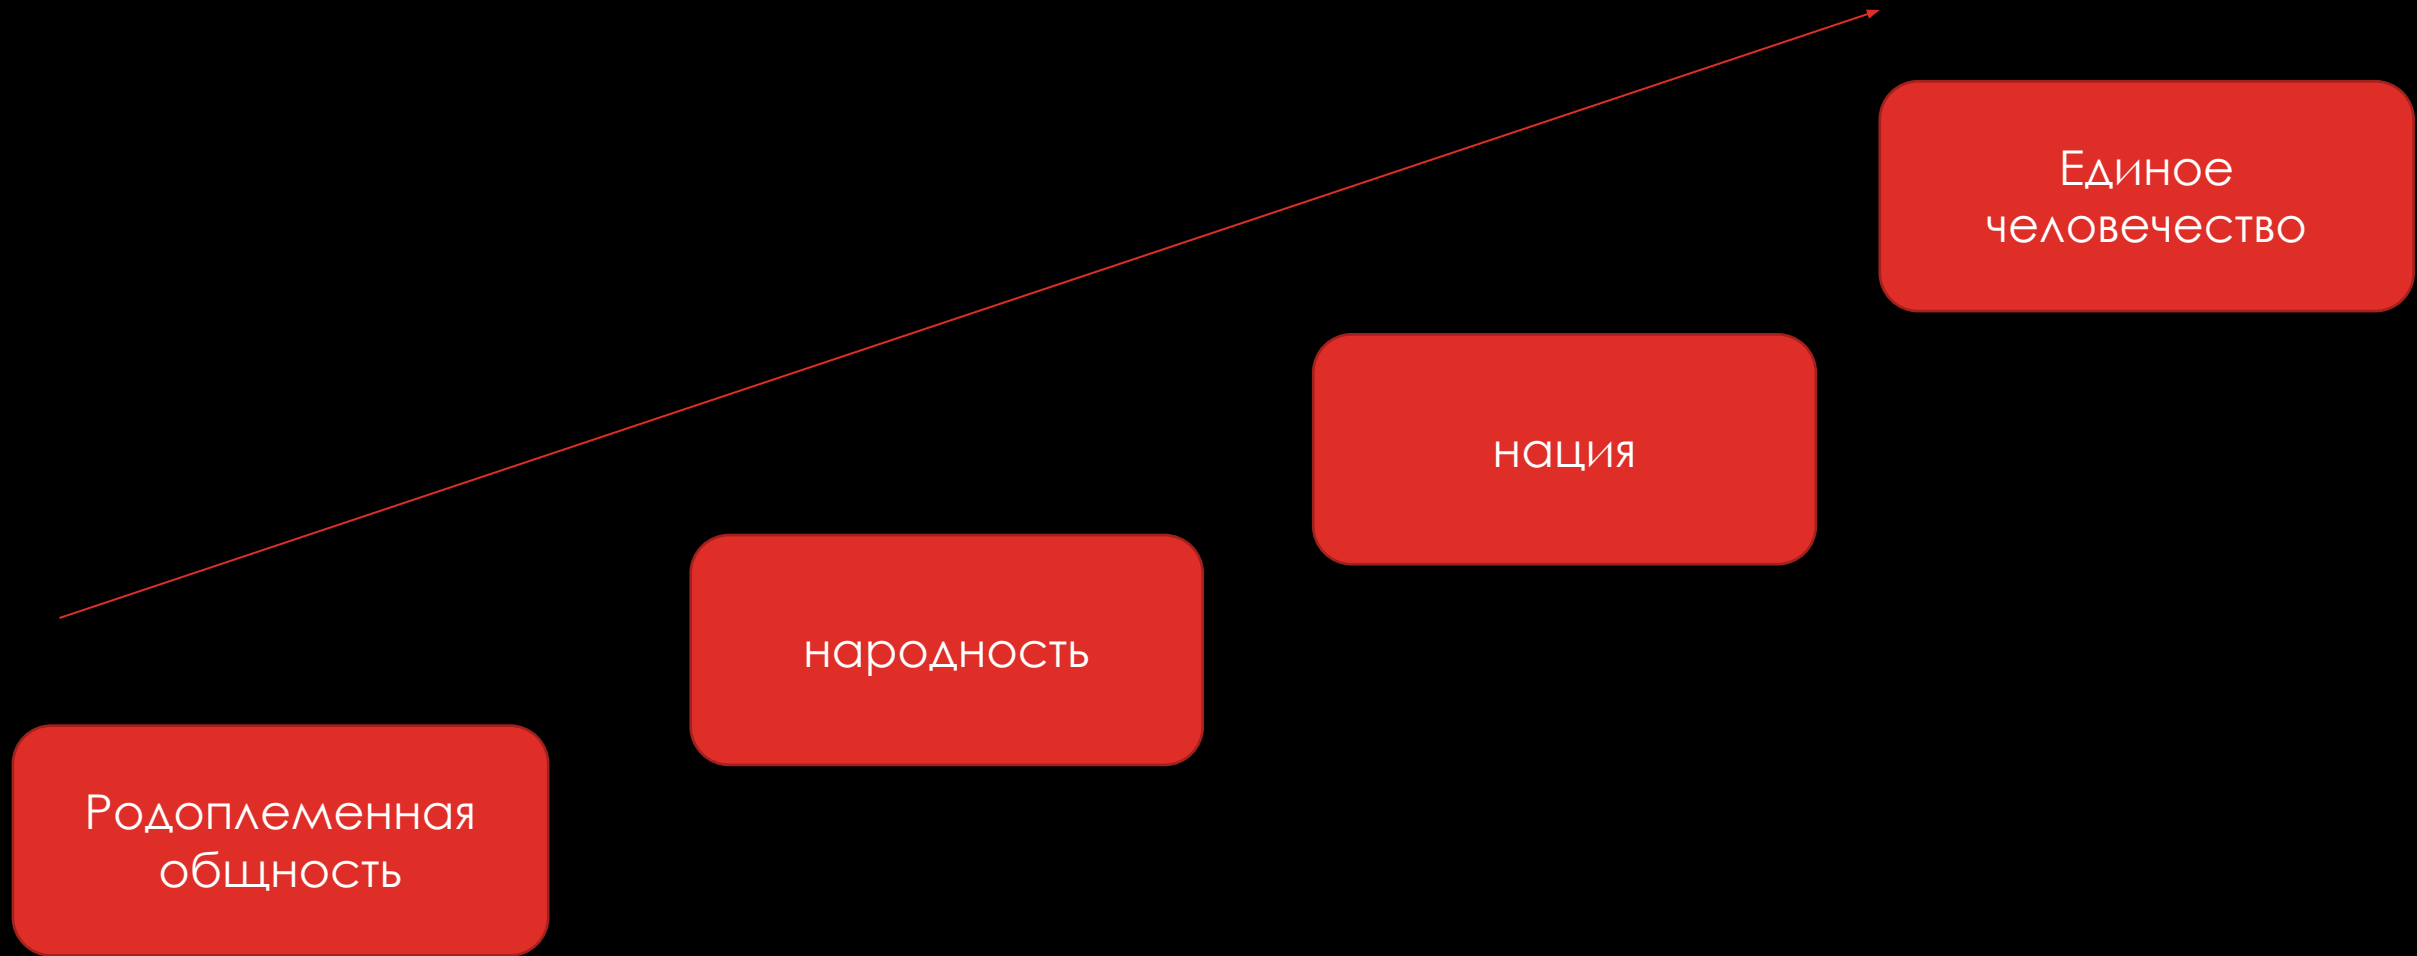 Единое
человечество
нация
народность
Родоплеменная
общность